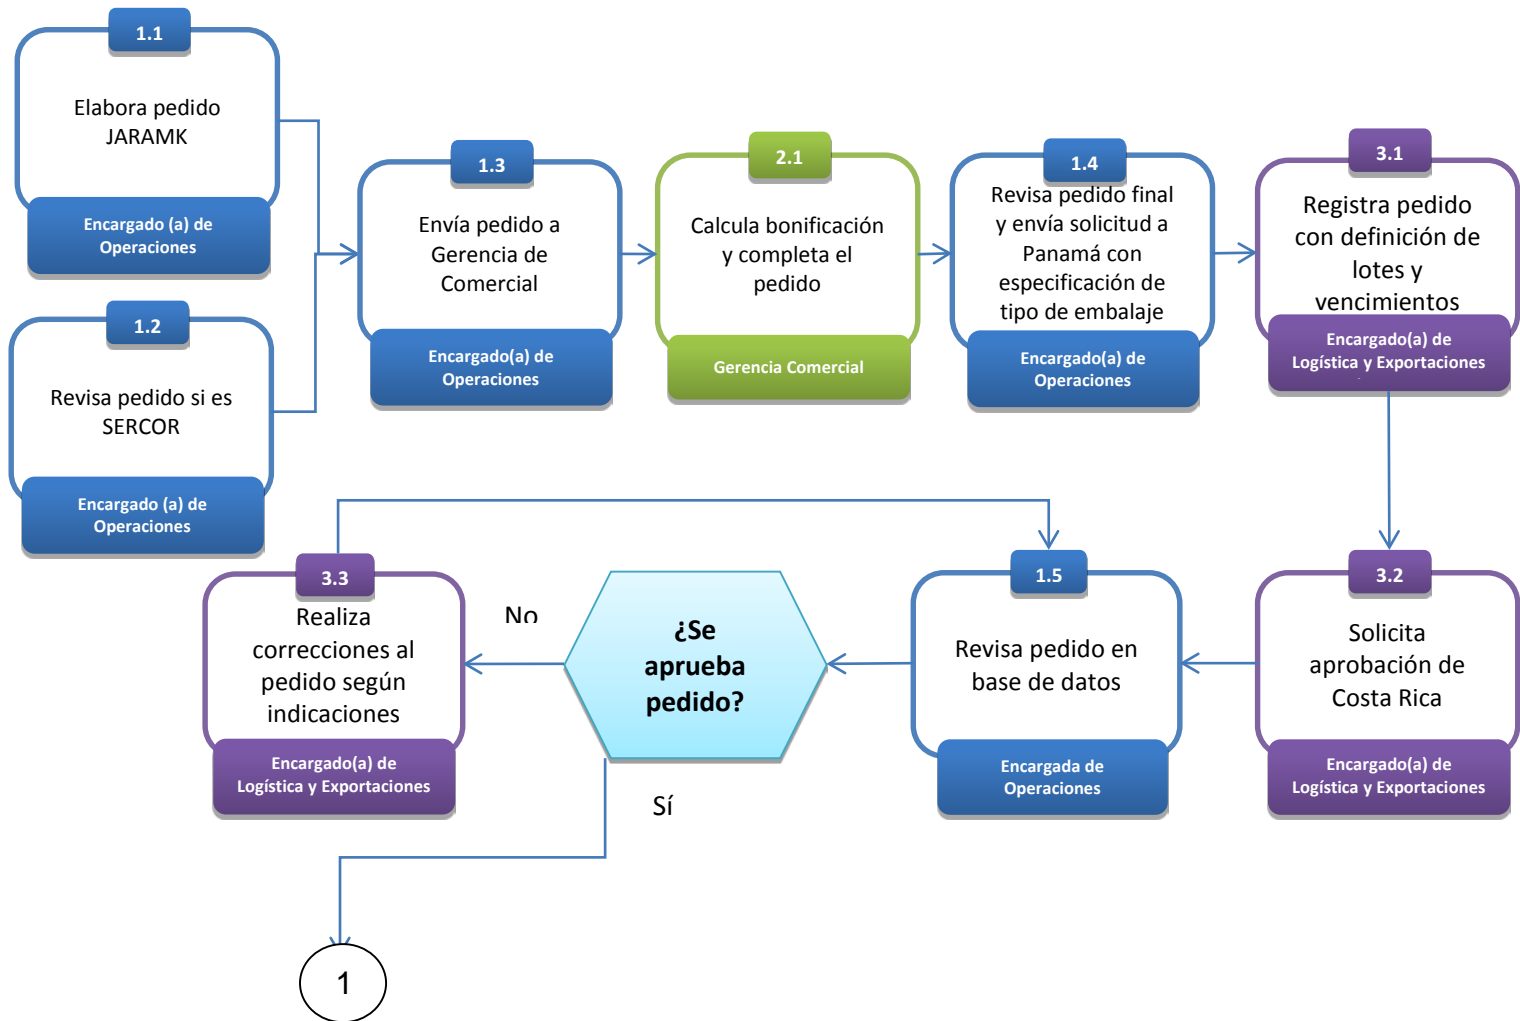 1.1
Elabora pedido
JARAMK
Encargado (a) de
Operaciones
1.2
Revisa pedido si es
SERCOR
Encargado (a) de
Operaciones
1.3
Envía pedido a
Gerencia de
Comercial
Encargado(a) de
Operaciones
2.1
Calcula bonificación
y completa el
pedido
Gerencia Comercial
1.4
Revisa pedido final
y envía solicitud a
Panamá con
especificación de
tipo de embalaje
Encargado(a) de
Operaciones
3.1
Registra pedido
con definición de
lotes y
vencimientos
Encargado(a) de
Logística y Exportaciones
3.2
Solicita
aprobación de
Costa Rica
Encargado(a) de
Logística y Exportaciones
1.5
Revisa pedido en
base de datos
Encargada de
Operaciones
¿Se
aprueba
pedido?
No
3.3
Realiza
correcciones al
pedido según
indicaciones
Encargado(a) de
Logística y Exportaciones
Sí
1